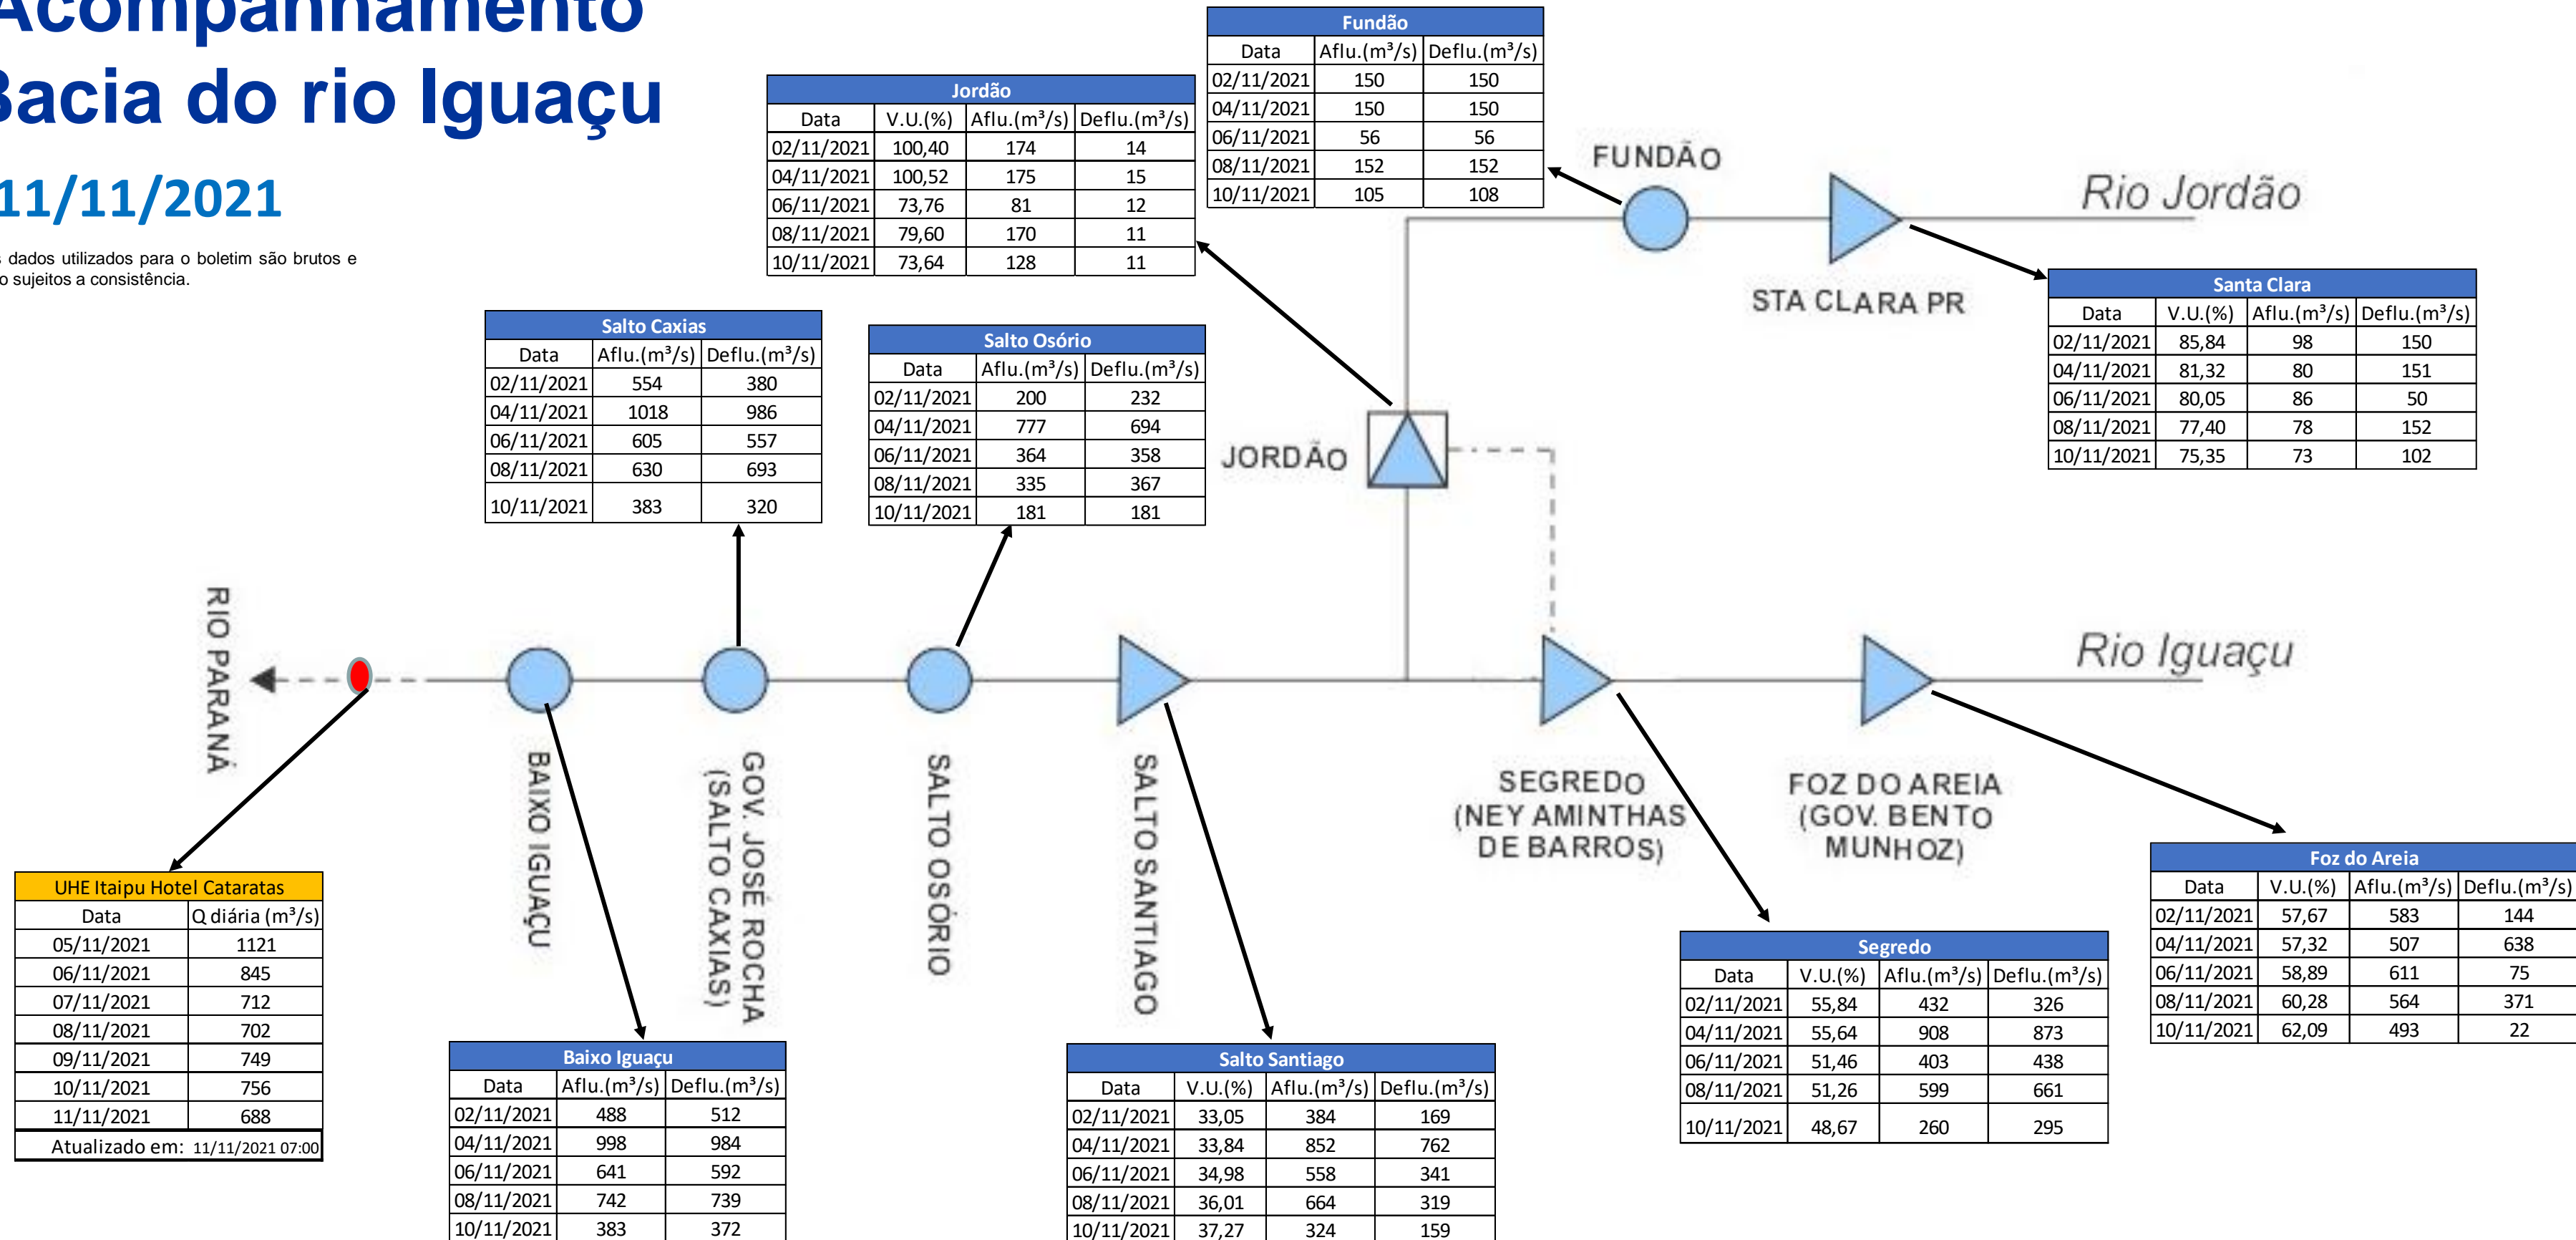 Acompanhamento
Bacia do rio Iguaçu
11/11/2021
s dados utilizados para o boletim são brutos e
o sujeitos a consistência.
Fundão
Data Aflu.(m³/s) Deflu.(m³/s)
02/11/2021 150 150
04/11/2021 150 150
06/11/2021 56 56
08/11/2021 152 152
10/11/2021 105 108
Jordão
Data V.U.(%) Aflu.(m³/s) Deflu.(m³/s)
02/11/2021 100,40 174 14
04/11/2021 100,52 175 15
06/11/2021 73,76 81 12
08/11/2021 79,60 170 11
10/11/2021 73,64 128 11
FUNDÃO
Rio Jordão
STA CLARA PR
Santa Clara
Data V.U.(%) Aflu.(m³/s) Deflu.(m³/s)
02/11/2021 85,84 98 150
04/11/2021 81,32 80 151
06/11/2021 80,05 86 50
08/11/2021 77,40 78 152
10/11/2021 75,35 73 102
Salto Caxias
Data Aflu.(m³/s) Deflu.(m³/s)
02/11/2021 554 380
04/11/2021 1018 986
06/11/2021 605 557
08/11/2021 630 693
10/11/2021 383 320
Salto Osório
Data Aflu.(m³/s) Deflu.(m³/s)
02/11/2021 200 232
04/11/2021 777 694
06/11/2021 364 358
08/11/2021 335 367
10/11/2021 181 181
JORDÃO
RIO PARANÁ
Rio Iguaçu
BAIXO IGUAÇU
GOV. JOSÉ ROCHA
(SALTO CAXIAS)
SALTO OSÓRIO
SALTO SANTIAGO
SEGREDO
(NEY AMINTHAS
DE BARROS)
FOZ DO AREIA
(GOV. BENTO
MUNHOZ)
UHE Itaipu Hotel Cataratas
Data Q diária (m³/s)
05/11/2021 1121
06/11/2021 845
07/11/2021 712
08/11/2021 702
09/11/2021 749
10/11/2021 756
11/11/2021 688
Atualizado em: 11/11/2021 07:00
Baixo Iguaçu
Data Aflu.(m³/s) Deflu.(m³/s)
02/11/2021 488 512
04/11/2021 998 984
06/11/2021 641 592
08/11/2021 742 739
10/11/2021 383 372
Salto Santiago
Data V.U.(%) Aflu.(m³/s) Deflu.(m³/s)
02/11/2021 33,05 384 169
04/11/2021 33,84 852 762
06/11/2021 34,98 558 341
08/11/2021 36,01 664 319
10/11/2021 37,27 324 159
Segredo
Data V.U.(%) Aflu.(m³/s) Deflu.(m³/s)
02/11/2021 55,84 432 326
04/11/2021 55,64 908 873
06/11/2021 51,46 403 438
08/11/2021 51,26 599 661
10/11/2021 48,67 260 295
Foz do Areia
Data V.U.(%) Aflu.(m³/s) Deflu.(m³/s)
02/11/2021 57,67 583 144
04/11/2021 57,32 507 638
06/11/2021 58,89 611 75
08/11/2021 60,28 564 371
10/11/2021 62,09 493 22